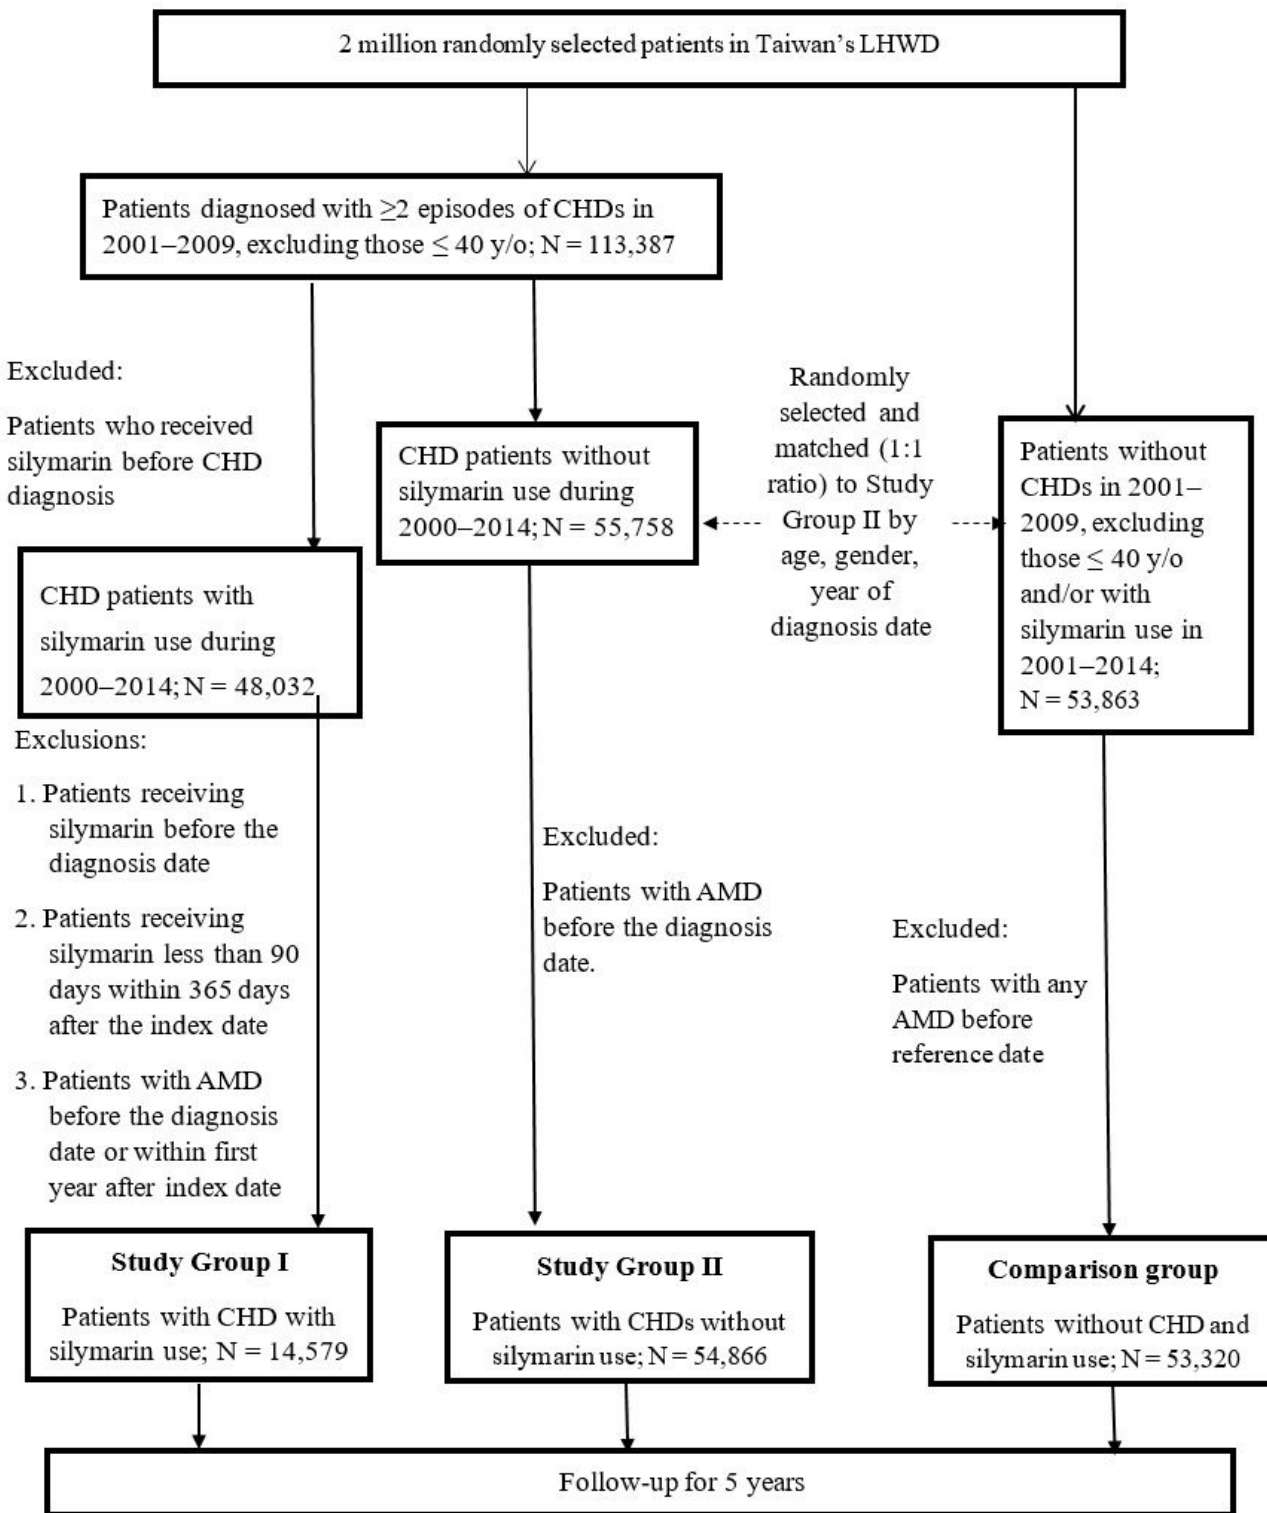 2 million randomly selected patients in Taiwan’s LHWD
Patients diagnosed with ≥2 episodes of CHDs in
2001–2009, excluding those ≤ 40 y/o; N = 113,387
Excluded:
Patients who received
silymarin before CHD
diagnosis
CHD patients without
silymarin use during
2000–2014; N = 55,758
Randomly
selected and
matched (1:1
ratio) to Study
Group II by
age, gender,
year of
diagnosis date
Patients without
CHDs in 2001–
2009, excluding
those ≤ 40 y/o
and/or with
silymarin use in
2001–2014;
N = 53,863
CHD patients with
silymarin use during
2000–2014; N = 48,032
Exclusions:
1. Patients receiving
silymarin before the
diagnosis date
2. Patients receiving
silymarin less than 90
days within 365 days
after the index date
3. Patients with AMD
before the diagnosis
date or within first
year after index date
Excluded:
Patients with AMD
before the diagnosis
date.
Excluded:
Patients with any
AMD before
reference date
Study Group I
Patients with CHD with
silymarin use; N = 14,579
Study Group II
Patients with CHDs without
silymarin use; N = 54,866
Comparison group
Patients without CHD and
silymarin use; N = 53,320
Follow-up for 5 years